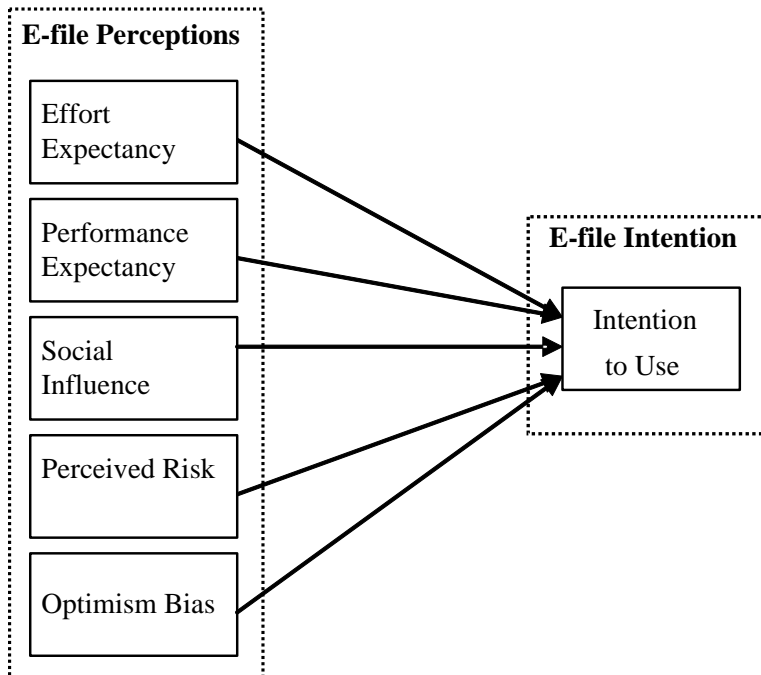 E-file Perceptions
Effort
Expectancy
Performance
Expectancy
Social
Influence
Perceived Risk
Optimism Bias
E-file Intention
Intention
to Use